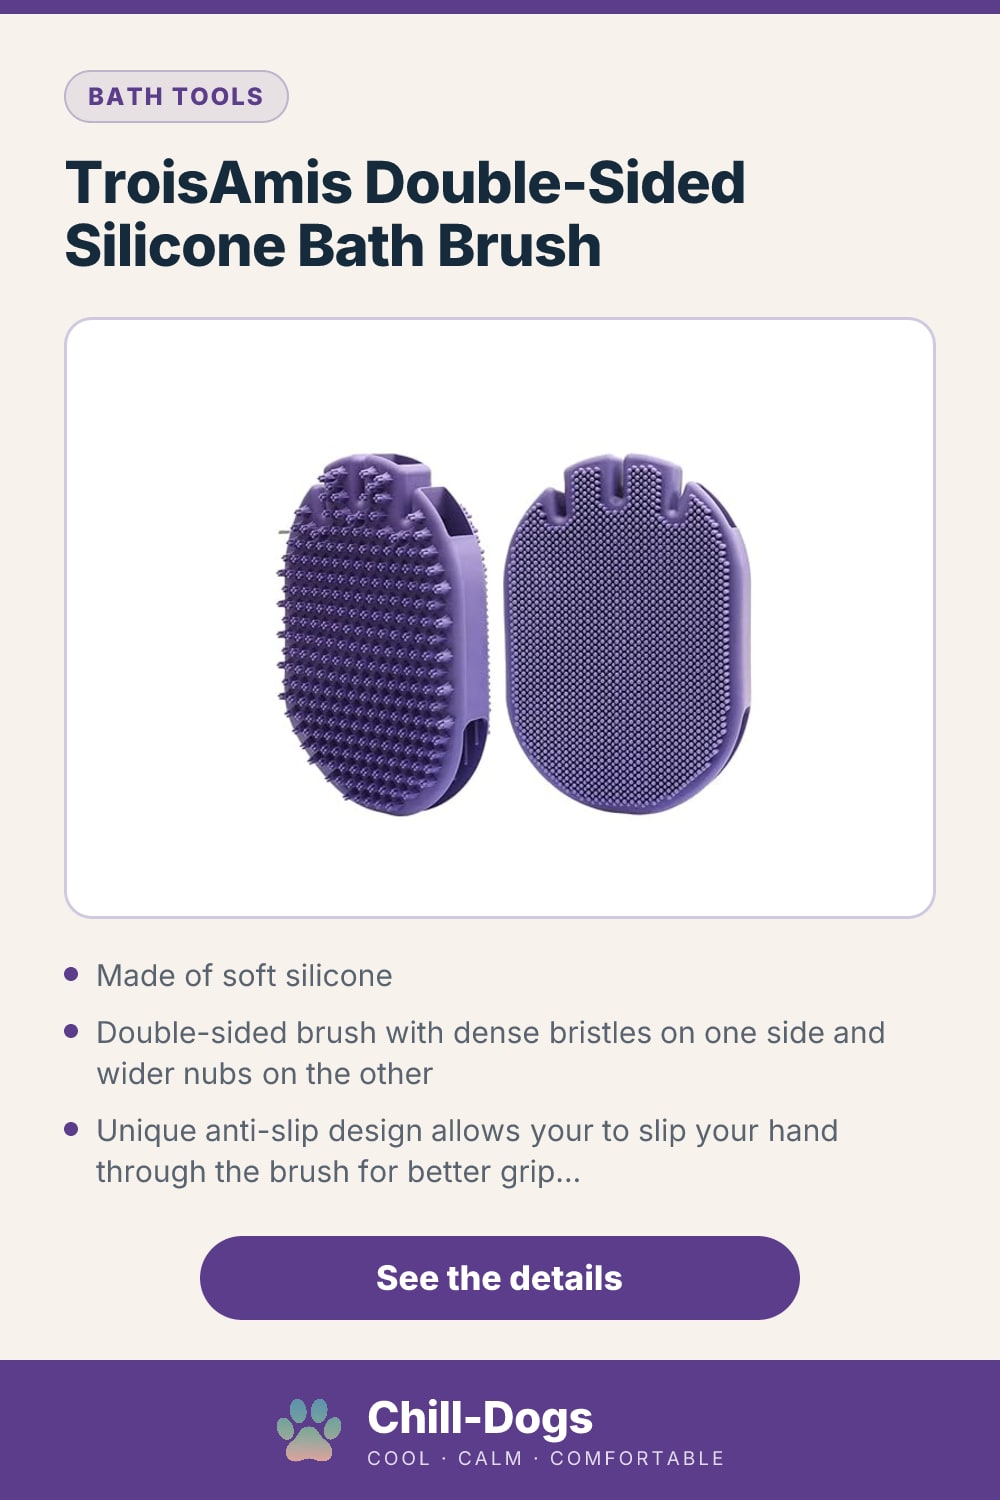 BATH TOOLS
TroisAmis Double-Sided
Silicone Bath Brush
Made of soft silicone
Double-sided brush with dense bristles on one side and
wider nubs on the other
Unique anti-slip design allows your to slip your hand
through the brush for better grip...
See the details
Chill-Dogs
COOL · CALM · COMFORTABLE